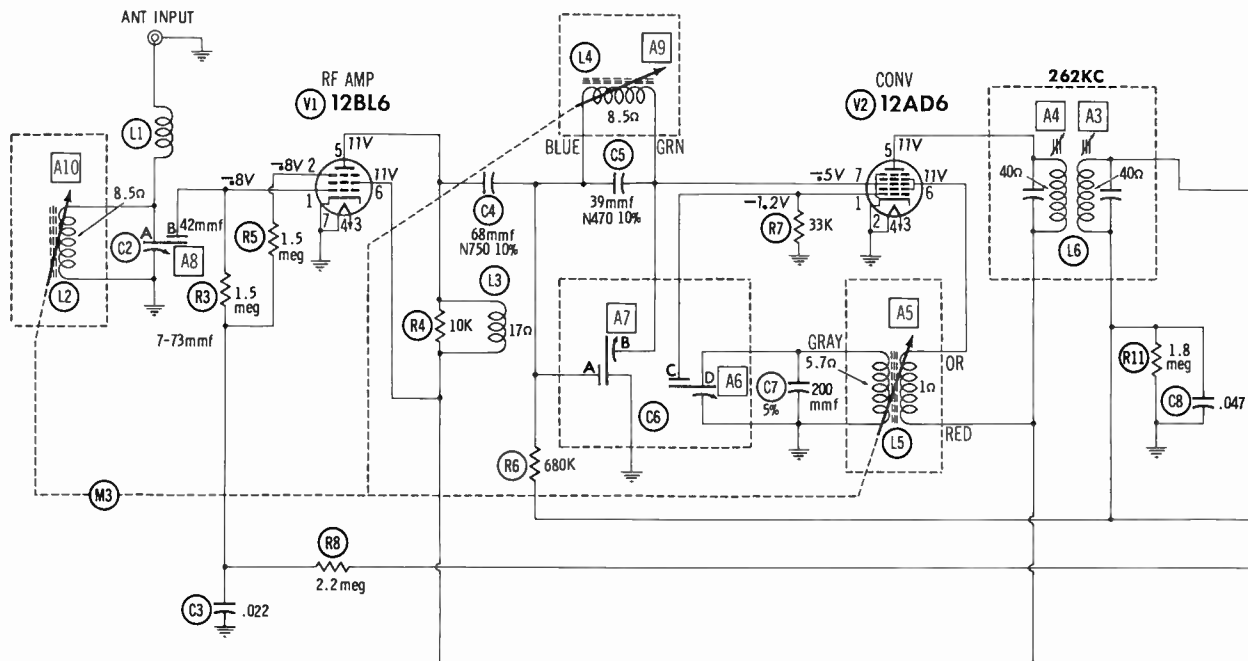 ANT INPUT
RF AMP
V1 12BL6
CONV
V2 12AD6
262KC
L1
A10
8.5Ω
L2
C2
A
B
42mmf
A8
7-73mmf
-.8V
-.8V
R3
1.5
meg
R5
1.5
meg
5
11V
2
1
7
4
3
6
11V
L4
A9
8.5Ω
BLUE
GRN
C5
39mmf
N470 10%
C4
68mmf
N750 10%
L3
17Ω
R4
10K
-.5V
7
-1.2V
1
2
4
3
5
11V
11V
6
R7
33K
A4
A3
40Ω
40Ω
L6
A7
B
A
C
D
A6
C6
GRAY
5.7Ω
C7
5%
200
mmf
A5
OR
1Ω
RED
L5
R11
1.8
meg
C8
.047
R6
680K
M3
R8
2.2meg
C3
.022